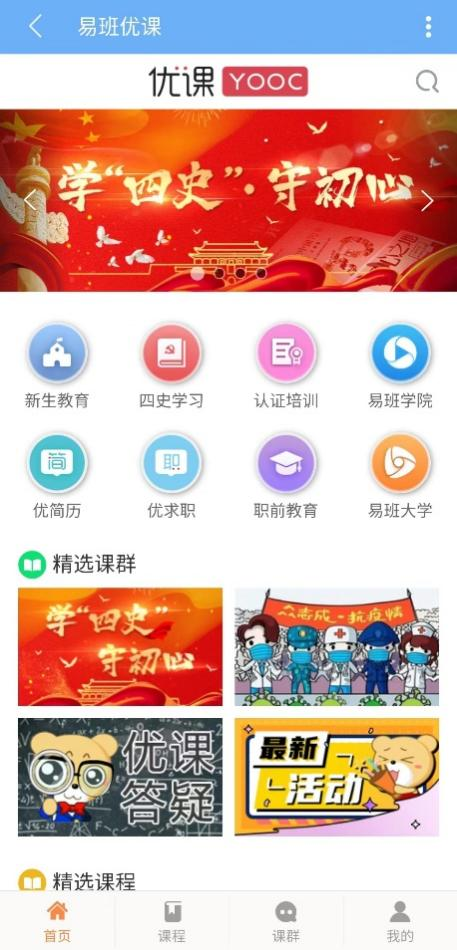 易班优课
优课 YOOC
学“四史”·守初心
新生教育
四史学习
认证培训
易班学院
简
职
优简历
优求职
职前教育
易班大学
精选课群
学“四史”
守初心
众志成 - 抗疫情
优课
答疑
最新
活动
精选课程
首页
课程
课群
我的